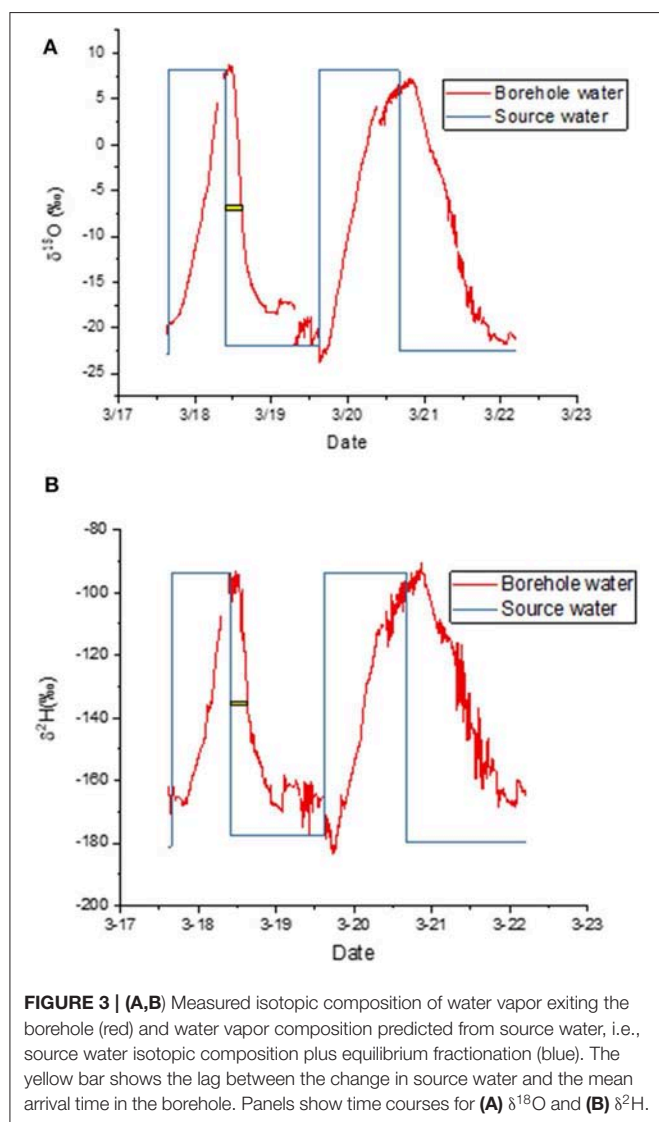 A
10
5
0
-5
-10
-15
-20
-25
δ¹⁸O (‰)
Borehole water
Source water
3/17 3/18 3/19 3/20 3/21 3/22 3/23
Date
B
-80
-100
-120
-140
-160
-180
-200
δ²H(‰)
Borehole water
Source water
3-17 3-18 3-19 3-20 3-21 3-22 3-23
Date
FIGURE 3 | (A,B) Measured isotopic composition of water vapor exiting the
borehole (red) and water vapor composition predicted from source water, i.e.,
source water isotopic composition plus equilibrium fractionation (blue). The
yellow bar shows the lag between the change in source water and the mean
arrival time in the borehole. Panels show time courses for (A) δ18O and (B) δ²H.